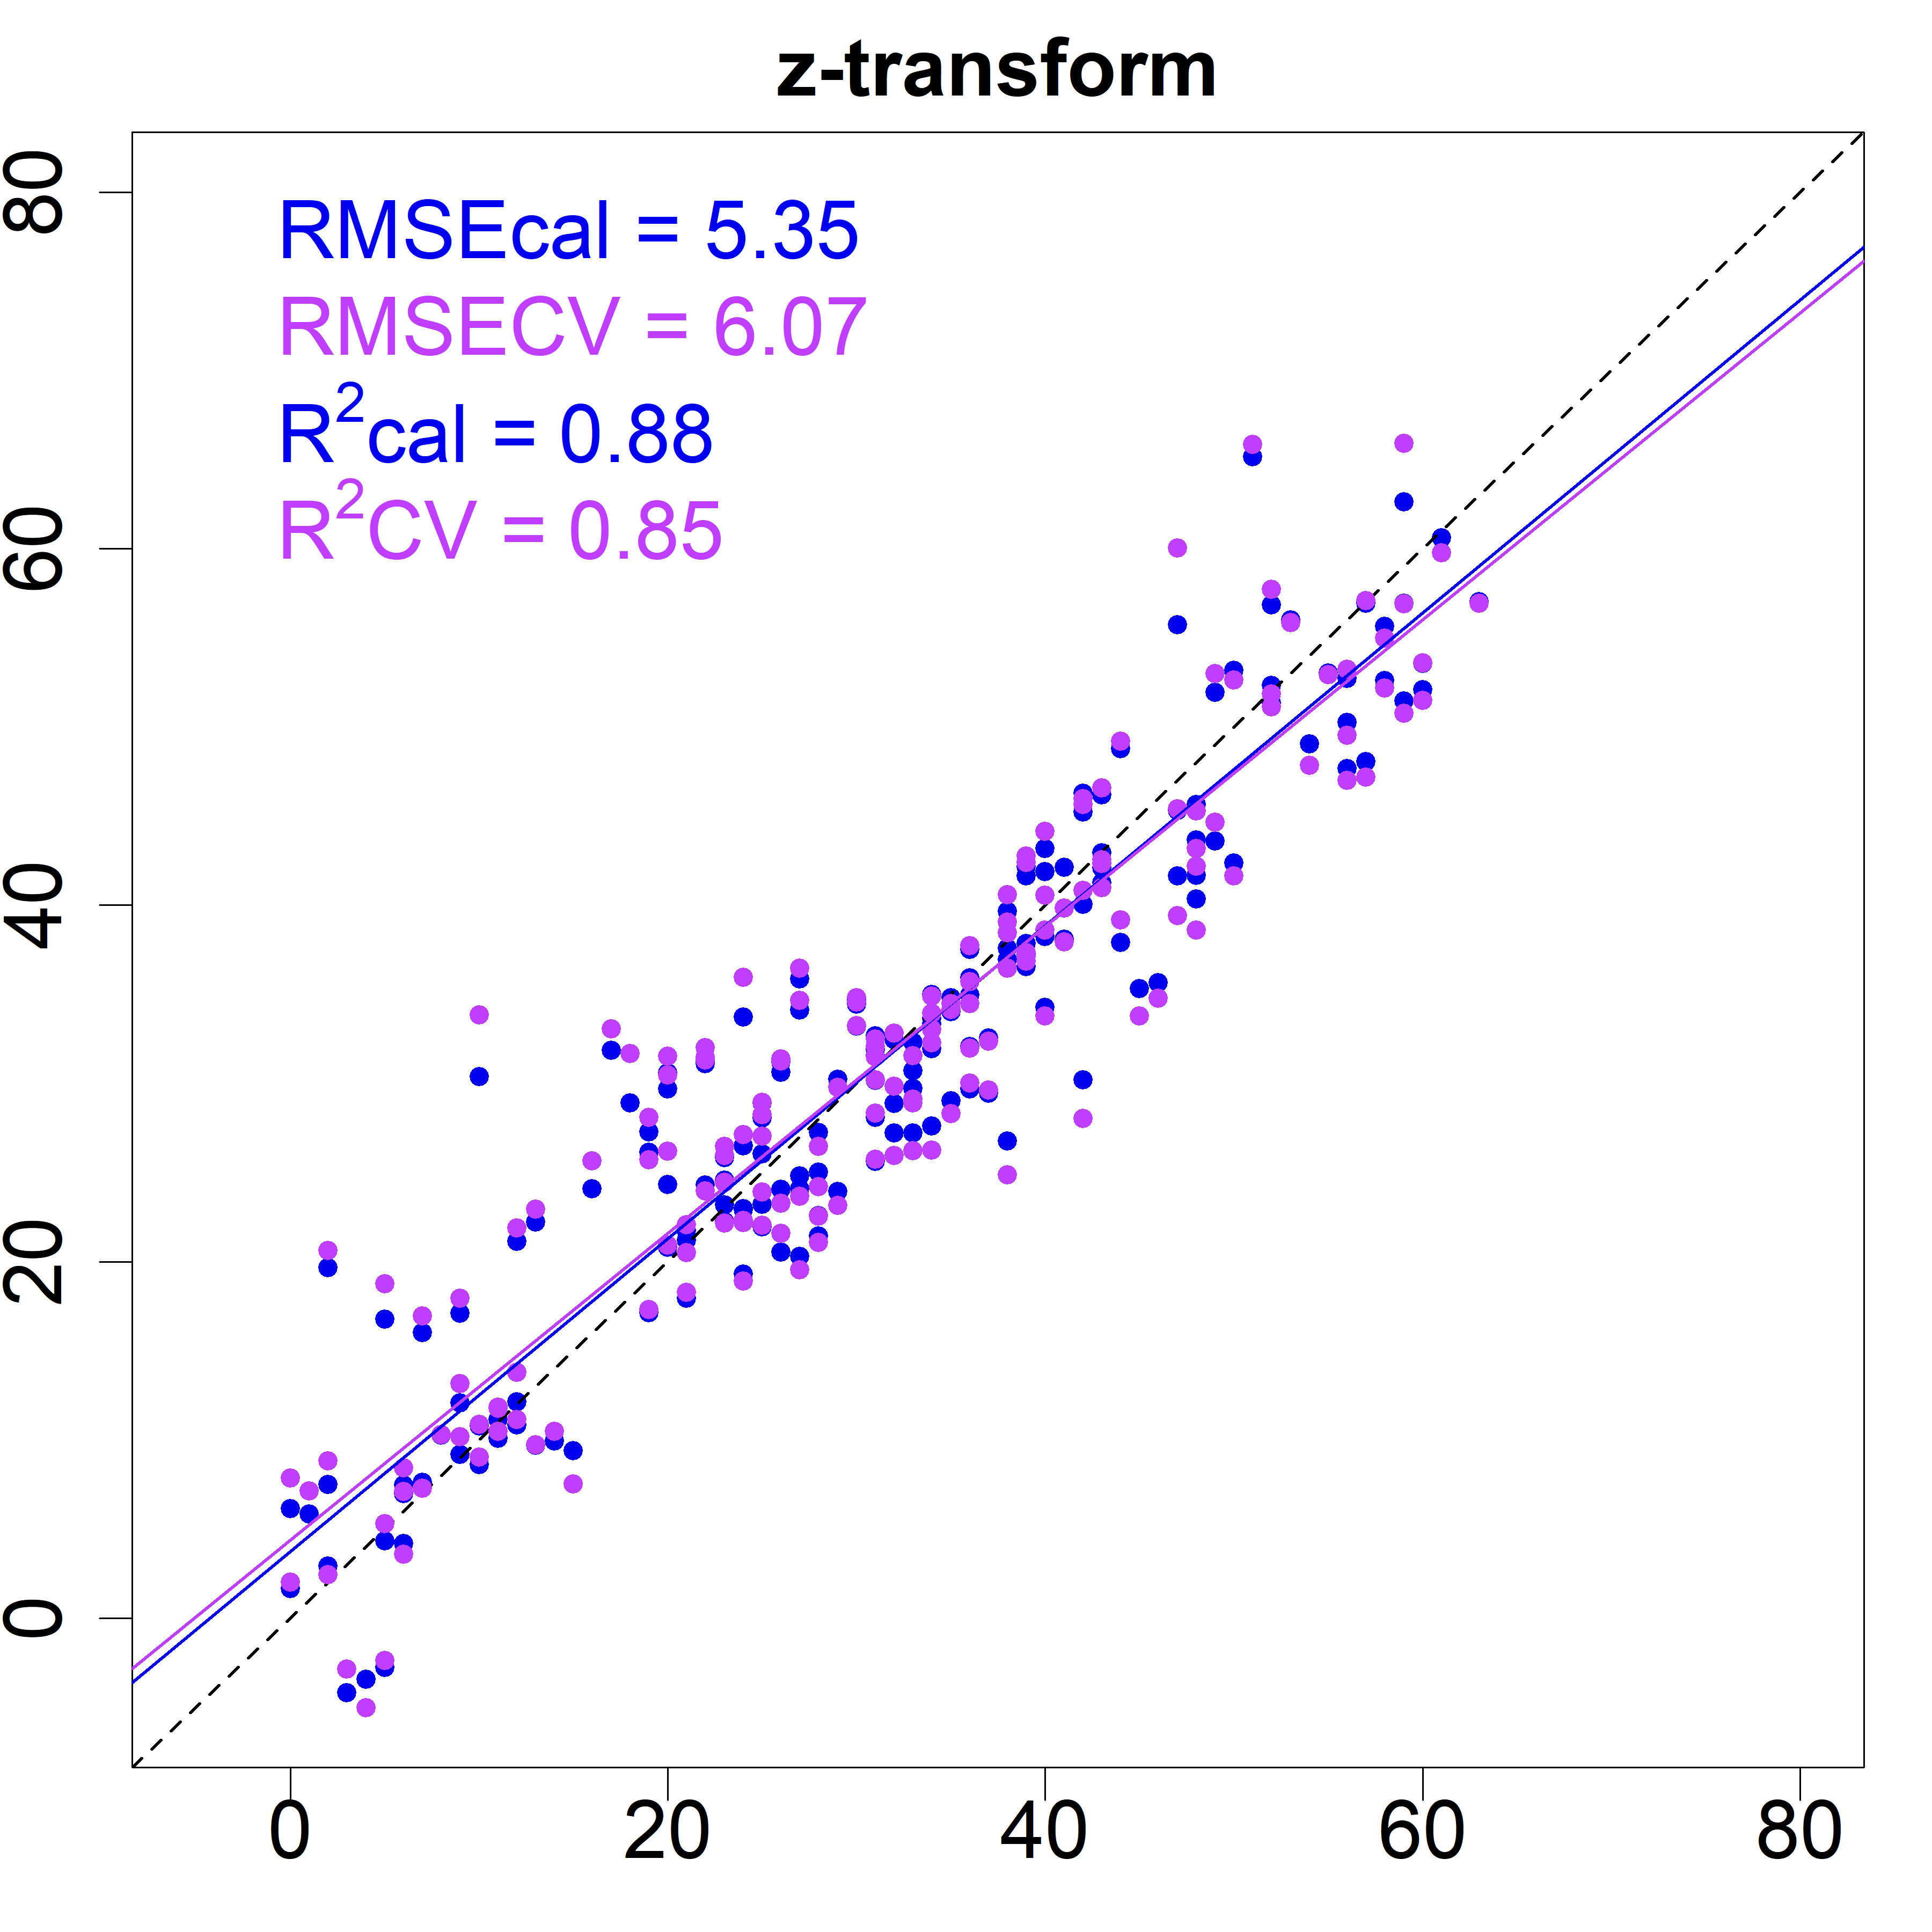 z-transform
80
60
40
20
0
RMSEcal = 5.35
RMSECV = 6.07
R²cal = 0.88
R²CV = 0.85
0 20 40 60 80